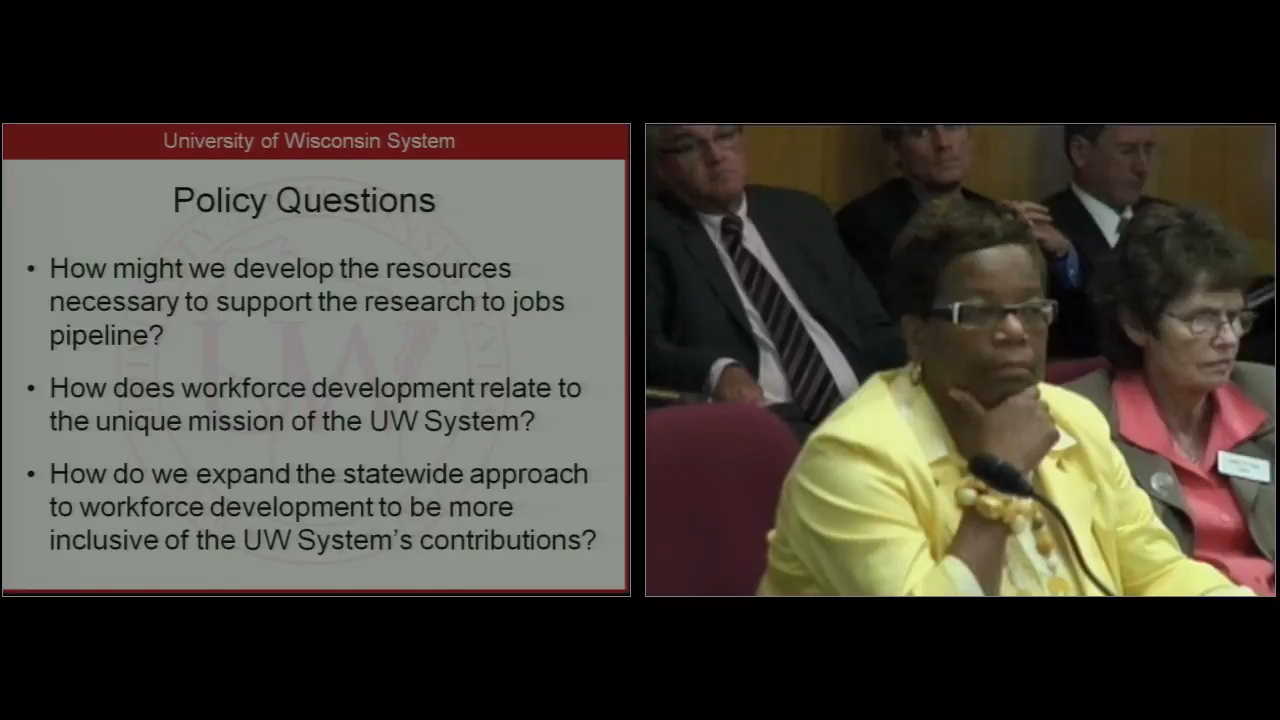 University of Wisconsin System
Policy Questions
• How might we develop the resources
necessary to support the research to jobs
pipeline?
• How does workforce development relate to
the unique mission of the UW System?
• How do we expand the statewide approach
to workforce development to be more
inclusive of the UW System's contributions?
UW